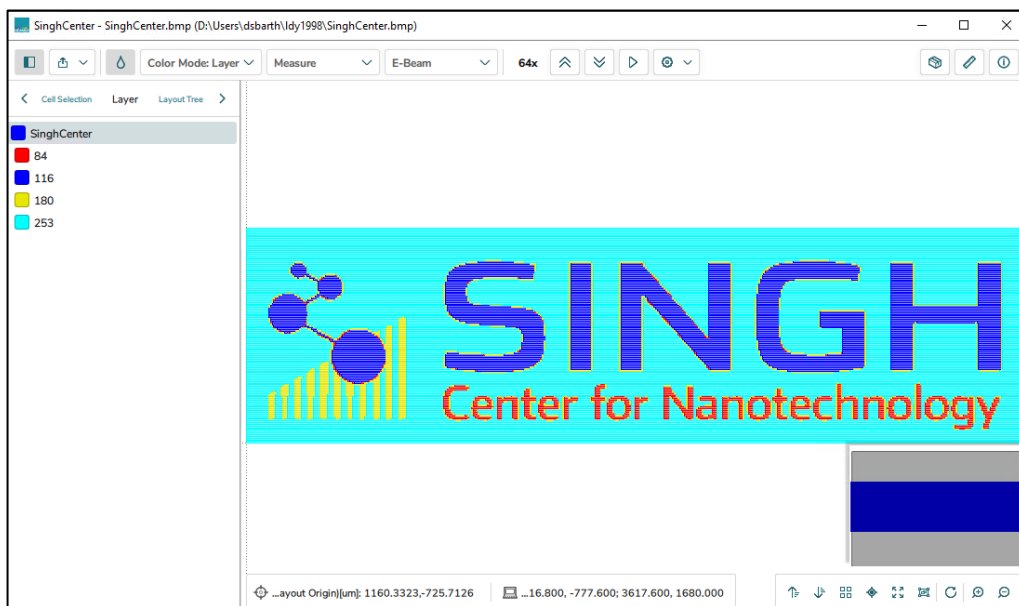 SinghCenter - SinghCenter.bmp (D:\Users\dsbarth\ldy1998\SinghCenter.bmp)
Color Mode: Layer Measure E-Beam 64x
Cell Selection Layer Layout Tree
SinghCenter
84
116
180
253
SINGH
Center for Nanotechnology
...ayout Origin)[um]: 1160.3323,-725.7126 ...16.800, -777.600; 3617.600, 1680.000